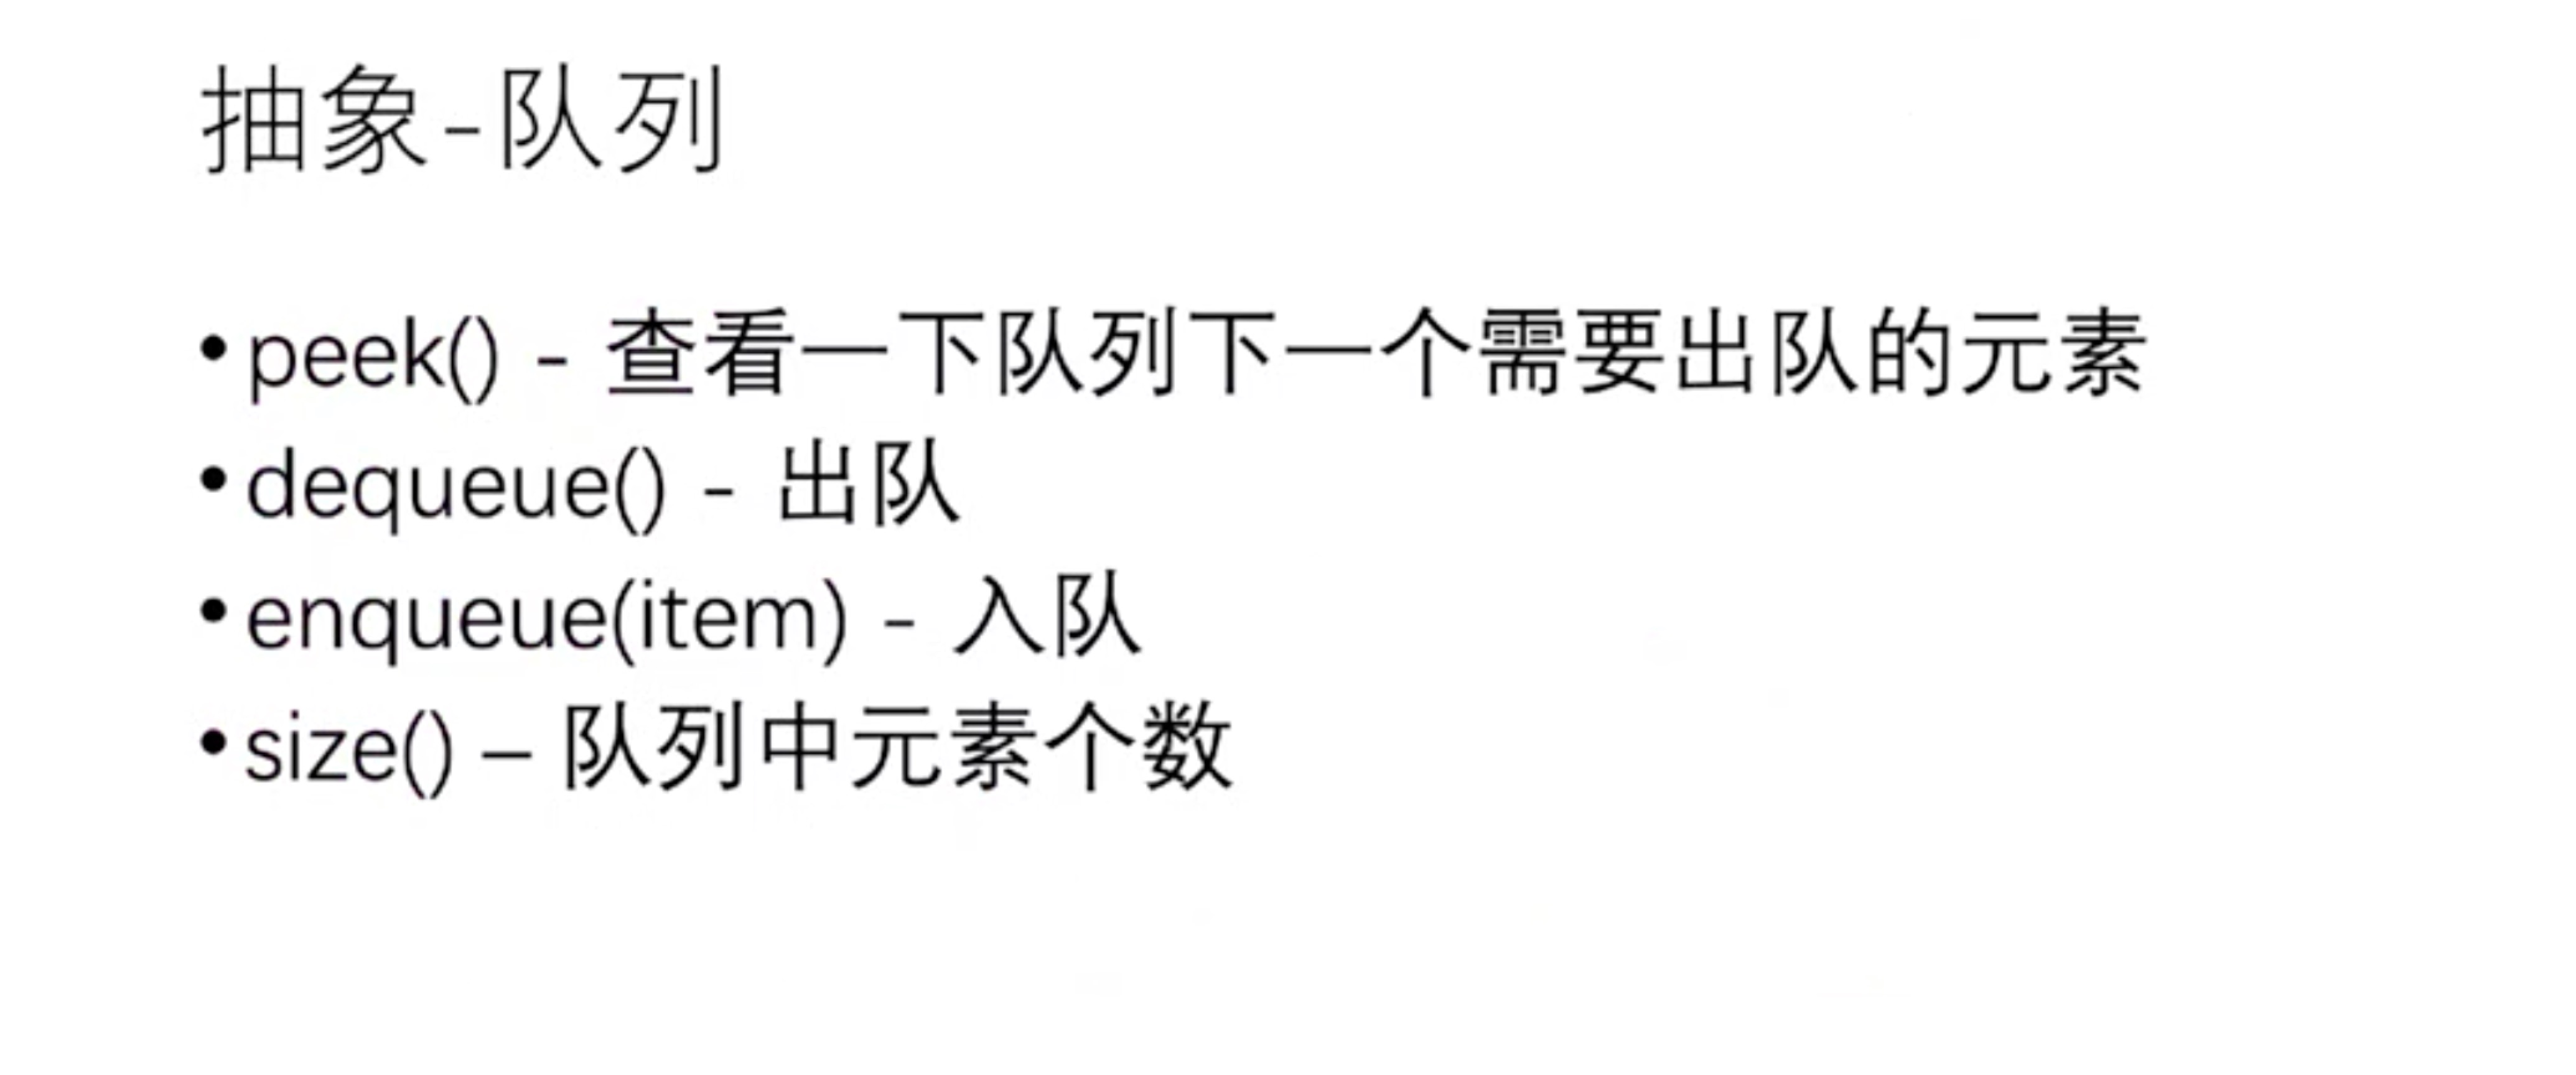 抽象-队列
•peek() - 查看一下队列下一个需要出队的元素
•dequeue() - 出队
•enqueue(item) - 入队
•size() – 队列中元素个数